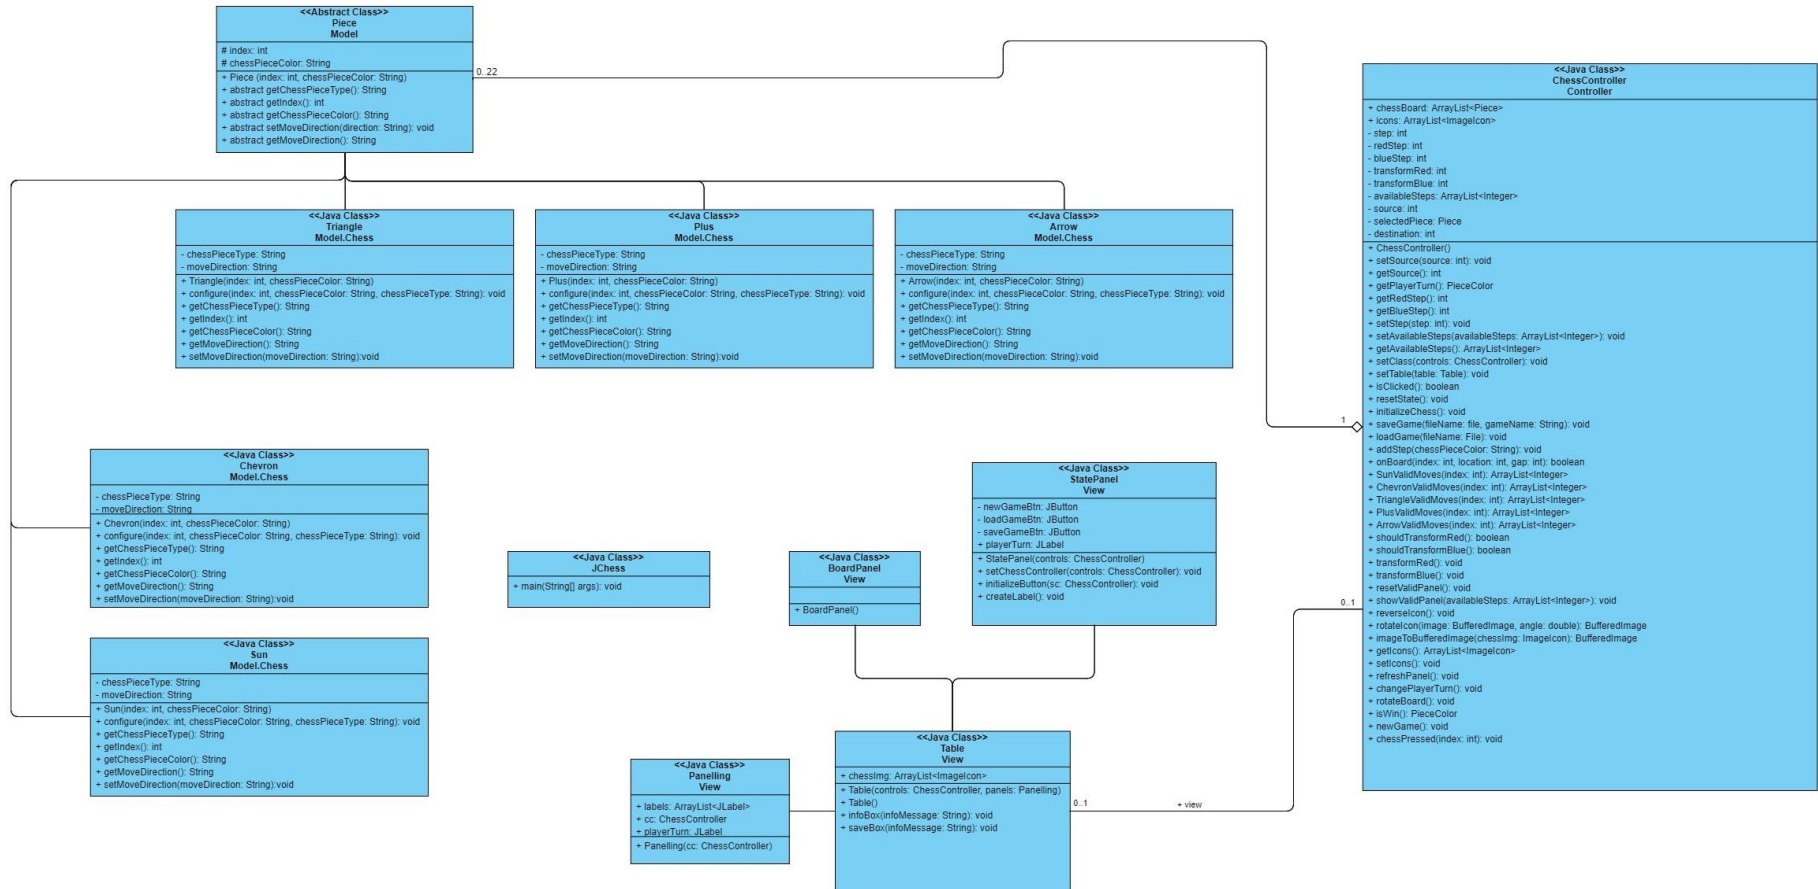 <<Abstract Class>>
Piece
Model
# index: int
# chessPieceColor: String
+ Piece (index: int, chessPieceColor: String)
+ abstract getChessPieceType(): String
+ abstract getIndex(): int
+ abstract getChessPieceColor(): String
+ abstract setMoveDirection(direction: String): void
+ abstract getMoveDirection(): String
0..22
<<Java Class>>
Triangle
Model.Chess
- chessPieceType: String
- moveDirection: String
+ Triangle(index: int, chessPieceColor: String)
+ configure(index: int, chessPieceColor: String, chessPieceType: String): void
+ getChessPieceType(): String
+ getIndex(): int
+ getChessPieceColor(): String
+ getMoveDirection(): String
+ setMoveDirection(moveDirection: String):void
<<Java Class>>
Plus
Model.Chess
- chessPieceType: String
- moveDirection: String
+ Plus(index: int, chessPieceColor: String)
+ configure(index: int, chessPieceColor: String, chessPieceType: String): void
+ getChessPieceType(): String
+ getIndex(): int
+ getChessPieceColor(): String
+ getMoveDirection(): String
+ setMoveDirection(moveDirection: String):void
<<Java Class>>
Arrow
Model.Chess
- chessPieceType: String
- moveDirection: String
+ Arrow(index: int, chessPieceColor: String)
+ configure(index: int, chessPieceColor: String, chessPieceType: String): void
+ getChessPieceType(): String
+ getIndex(): int
+ getChessPieceColor(): String
+ getMoveDirection(): String
+ setMoveDirection(moveDirection: String):void
<<Java Class>>
ChessController
Controller
+ chessBoard: ArrayList<Piece>
+ icons: ArrayList<ImageIcon>
- step: int
- redStep: int
- blueStep: int
- transformRed: int
- transformBlue: int
- availableSteps: ArrayList<Integer>
- source: int
- selectedPiece: Piece
- destination: int
+ ChessController()
+ setSource(source: int): void
+ getSource(): int
+ getPlayerTurn(): PieceColor
+ getRedStep(): int
+ getBlueStep(): int
+ setStep(step: int): void
+ setAvailableSteps(availableSteps: ArrayList<Integer>): void
+ getAvailableSteps(): ArrayList<Integer>
+ setClass(controls: ChessController): void
+ setTable(table: Table): void
+ isClicked(): boolean
+ resetState(): void
+ initializeChess(): void
+ saveGame(fileName: file, gameName: String): void
+ loadGame(fileName: File): void
+ addStep(chessPieceColor: String): void
+ onBoard(index: int, location: int, gap: int): boolean
+ SunValidMoves(index: int): ArrayList<Integer>
+ ChevronValidMoves(index: int): ArrayList<Integer>
+ TriangleValidMoves(index: int): ArrayList<Integer>
+ PlusValidMoves(index: int): ArrayList<Integer>
+ ArrowValidMoves(index: int): ArrayList<Integer>
+ shouldTransformRed(): boolean
+ shouldTransformBlue(): boolean
+ transformRed(): void
+ transformBlue(): void
+ resetValidPanel(): void
+ showValidPanel(availableSteps: ArrayList<Integer>): void
+ reverseIcon(): void
+ rotateIcon(image: BufferedImage, angle: double): BufferedImage
+ imageToBufferedImage(chessImg: ImageIcon): BufferedImage
+ getIcons(): ArrayList<ImageIcon>
+ setIcons(): void
+ refreshPanel(): void
+ changePlayerTurn(): void
+ rotateBoard(): void
+ isWin(): PieceColor
+ newGame(): void
+ chessPressed(index: int): void
1
0..1
<<Java Class>>
Chevron
Model.Chess
- chessPieceType: String
- moveDirection: String
+ Chevron(index: int, chessPieceColor: String)
+ configure(index: int, chessPieceColor: String, chessPieceType: String): void
+ getChessPieceType(): String
+ getIndex(): int
+ getChessPieceColor(): String
+ getMoveDirection(): String
+ setMoveDirection(moveDirection: String):void
<<Java Class>>
JChess
+ main(String[] args): void
<<Java Class>>
BoardPanel
View
+ BoardPanel()
<<Java Class>>
StatePanel
View
- newGameBtn: JButton
- loadGameBtn: JButton
- saveGameBtn: JButton
+ playerTurn: JLabel
+ StatePanel(controls: ChessController)
+ setChessController(controls: ChessController): void
+ initializeButton(sc: ChessController): void
+ createLabel(): void
<<Java Class>>
Sun
Model.Chess
- chessPieceType: String
- moveDirection: String
+ Sun(index: int, chessPieceColor: String)
+ configure(index: int, chessPieceColor: String, chessPieceType: String): void
+ getChessPieceType(): String
+ getIndex(): int
+ getChessPieceColor(): String
+ getMoveDirection(): String
+ setMoveDirection(moveDirection: String):void
<<Java Class>>
Panelling
View
+ labels: ArrayList<JLabel>
+ cc: ChessController
+ playerTurn: JLabel
+ Panelling(cc: ChessController)
<<Java Class>>
Table
View
+ chessImg: ArrayList<ImageIcon>
+ Table(controls: ChessController, panels: Panelling)
+ Table()
+ infoBox(infoMessage: String): void
+ saveBox(infoMessage: String): void
0..1
+ view